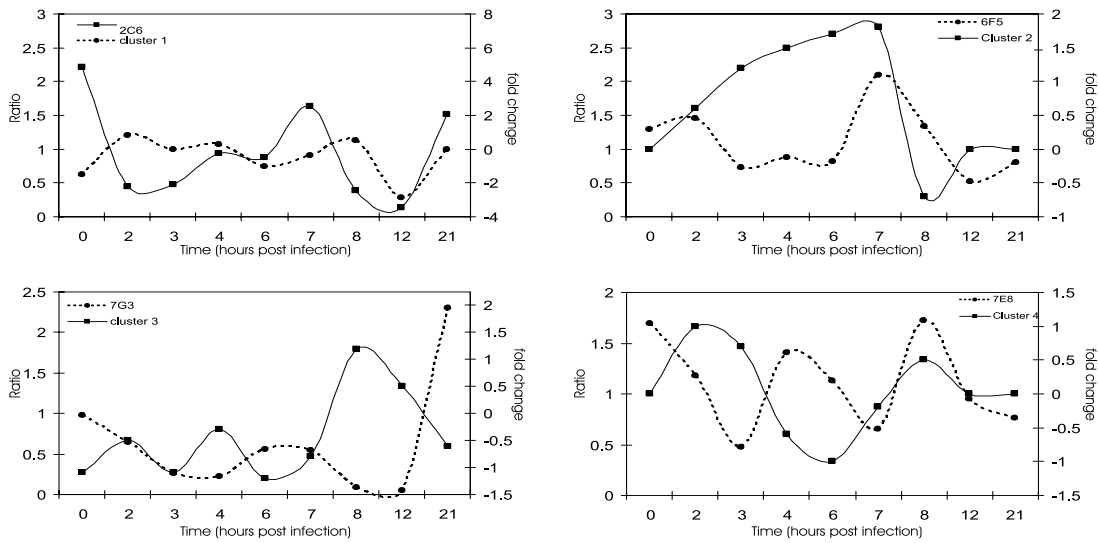 3.5
3
2.5
2
1.5
1
0.5
0
8
6
4
2
0
-2
-4
2C6
cluster 1
Ratio
fold change
0 2 3 4 6 7 8 12 21
Time (hours post infection)
3
2.5
2
1.5
1
0.5
0
2
1.5
1
0.5
0
-0.5
-1
6F5
Cluster 2
Ratio
fold change
0 2 3 4 6 7 8 12 21
Time (hours post infection)
2.5
2
1.5
1
0.5
0
2
1.5
1
0.5
0
-0.5
-1
-1.5
7G3
cluster 3
Ratio
fold change
0 2 3 4 6 7 8 12 21
Time (hours post infection)
2
1.5
1
0.5
0
1.5
1
0.5
0
-0.5
-1
-1.5
7E8
Cluster 4
Ratio
fold change
0 2 3 4 6 7 8 12 21
Time (hours post infection)